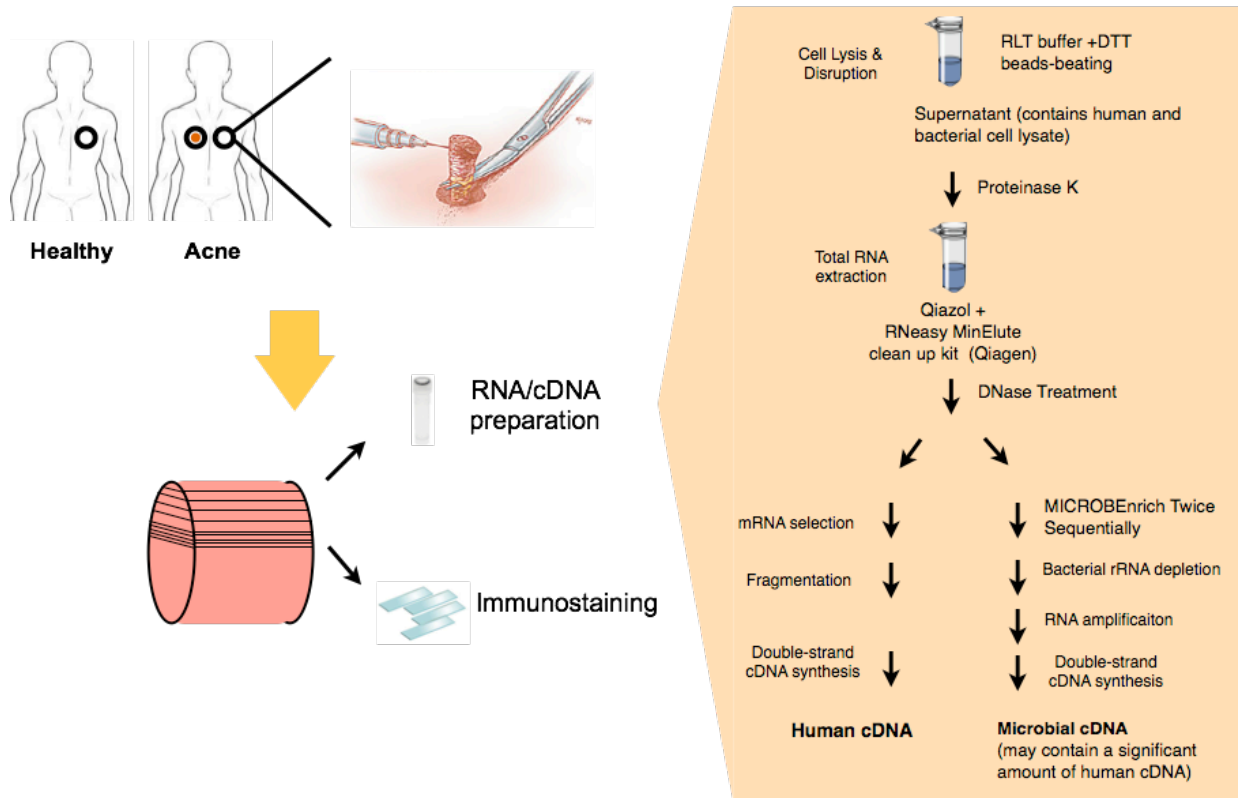 Healthy
Acne
RNA/cDNA
preparation
Immunostaining
Cell Lysis &
Disruption
RLT buffer +DTT
beads-beating
Supernatant (contains human and
bacterial cell lysate)
Proteinase K
Total RNA
extraction
Qiazol +
RNeasy MinElute
clean up kit (Qiagen)
DNase Treatment
mRNA selection
Fragmentation
Double-strand
cDNA synthesis
Human cDNA
MICROBEnrich Twice
Sequentially
Bacterial rRNA depletion
RNA amplificaiton
Double-strand
cDNA synthesis
Microbial cDNA
(may contain a significant
amount of human cDNA)